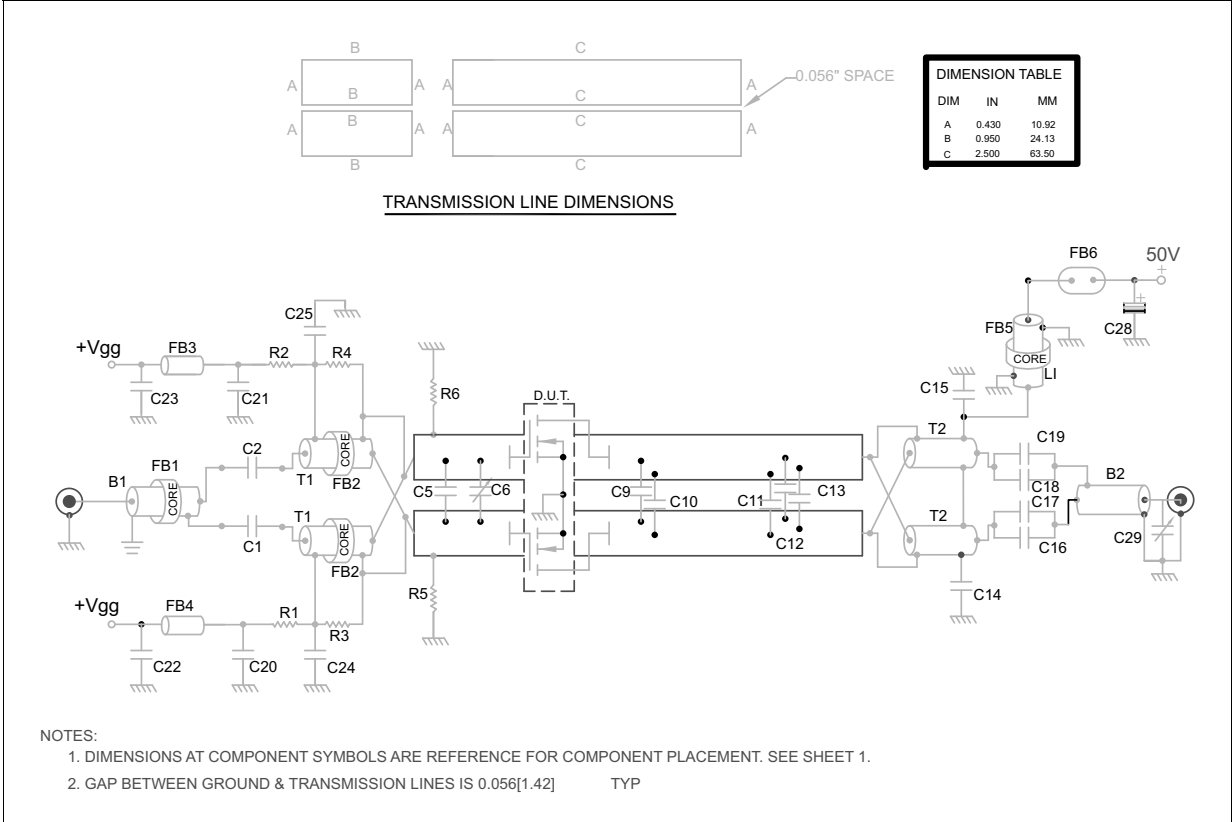 B C
A A A A 0.056" SPACE
B C
B C
A A A A
B C
DIMENSION TABLE
DIM IN MM
A 0.430 10.92
B 0.950 24.13
C 2.500 63.50
TRANSMISSION LINE DIMENSIONS
FB6 50V
+
+
C28
FB5
CORE
LI
C25
+Vgg FB3 R2 R4
C23 C21
R6
D.U.T.
C15
C2 CORE T2 C19
FB1 T1 FB2
B1 CORE
C5 C6 C9 C10 C11 C13 C18 B2
C17
T1 CORE T2
C1 FB2 C12 C16 C29
+Vgg FB4 R1 R5 C14
R3
C22 C20 C24
NOTES:
1. DIMENSIONS AT COMPONENT SYMBOLS ARE REFERENCE FOR COMPONENT PLACEMENT. SEE SHEET 1.
2. GAP BETWEEN GROUND & TRANSMISSION LINES IS 0.056[1.42] TYP